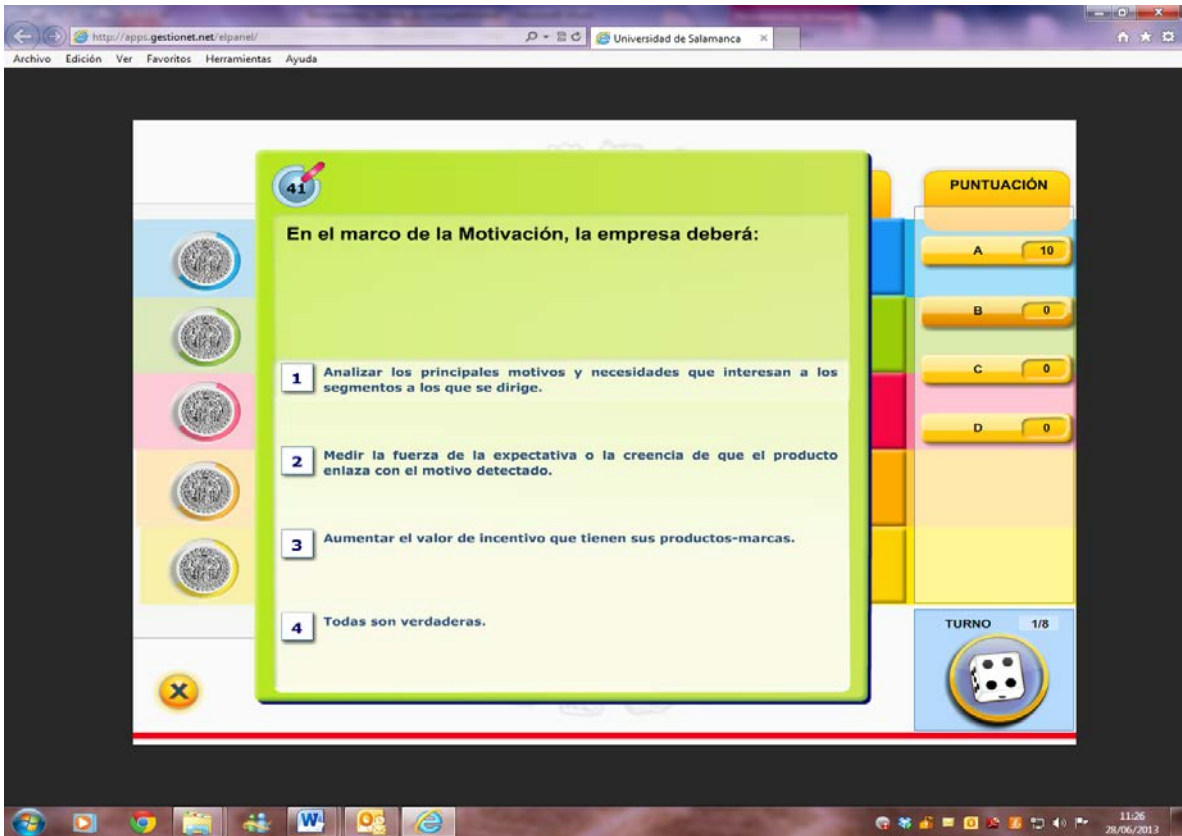 http://apps.gestionet.net/elpanel/
Universidad de Salamanca
Archivo Edición Ver Favoritos Herramientas Ayuda
41
PUNTUACIÓN
En el marco de la Motivación, la empresa deberá:
A 10
B 0
1 Analizar los principales motivos y necesidades que interesan a los
segmentos a los que se dirige.
C 0
D 0
2 Medir la fuerza de la expectativa o la creencia de que el producto
enlaza con el motivo detectado.
3 Aumentar el valor de incentivo que tienen sus productos-marcas.
4 Todas son verdaderas.
TURNO 1/8
11:26
28/06/2013